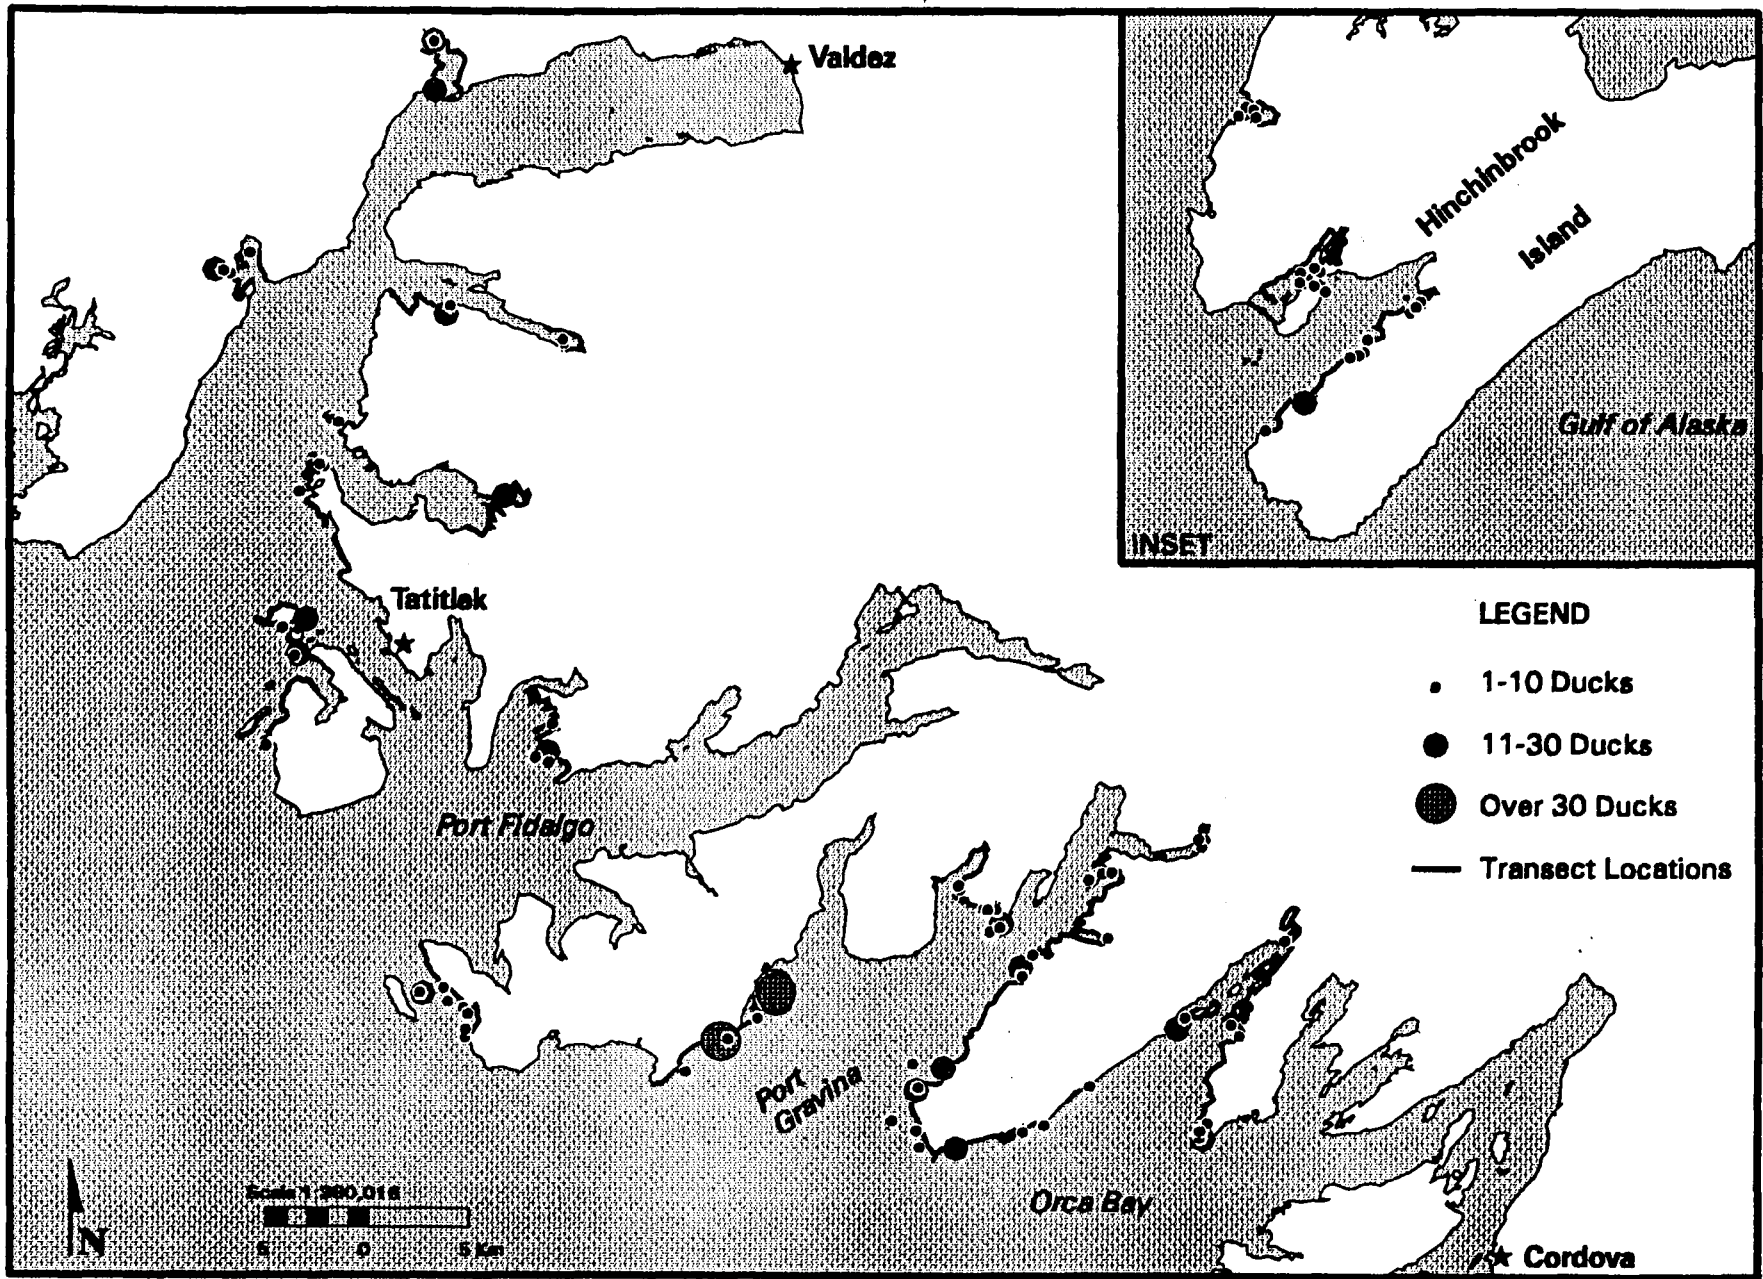 Valdez
Hinchinbrook
Island
Gulf of Alaska
INSET
Tatitlek
LEGEND
1-10 Ducks
11-30 Ducks
Over 30 Ducks
Transect Locations
Port Fidalgo
Port
Gravina
Orca Bay
Cordova
N
5 0 5 Km